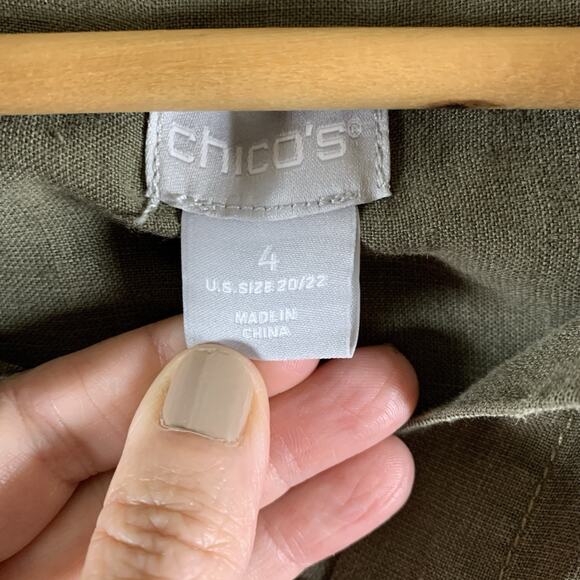 chico's®
4
U.S. SIZE 20/22
MADE IN
CHINA